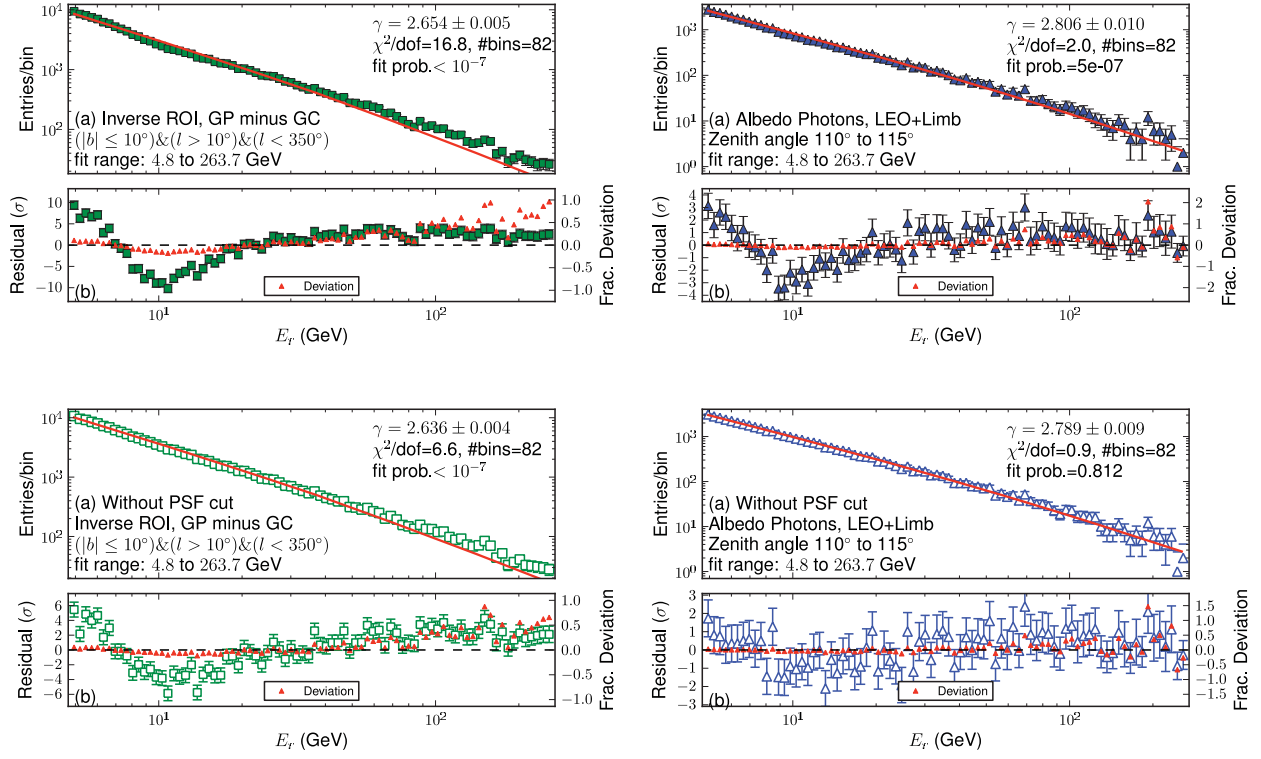 10⁴
10³
10²
Entries/bin
γ = 2.654 ± 0.005
χ²/dof=16.8, #bins=82
fit prob.< 10⁻⁷
(a) Inverse ROI, GP minus GC
(|b| ≤ 10°)&(l > 10°)&(l < 350°)
fit range: 4.8 to 263.7 GeV
10
5
0
−5
−10
Residual (σ)
1.0
0.5
0.0
−0.5
−1.0
Frac. Deviation
(b)
Deviation
10¹
10²
E_r (GeV)
10³
10²
10¹
10⁰
Entries/bin
γ = 2.806 ± 0.010
χ²/dof=2.0, #bins=82
fit prob.=5e-07
(a) Albedo Photons, LEO+Limb
Zenith angle 110° to 115°
fit range: 4.8 to 263.7 GeV
4
3
2
1
0
−1
−2
−3
−4
Residual (σ)
2
1
0
−1
−2
Frac. Deviation
(b)
Deviation
10¹
10²
E_r (GeV)
10⁴
10³
10²
Entries/bin
γ = 2.636 ± 0.004
χ²/dof=6.6, #bins=82
fit prob.< 10⁻⁷
(a) Without PSF cut
Inverse ROI, GP minus GC
(|b| ≤ 10°)&(l > 10°)&(l < 350°)
fit range: 4.8 to 263.7 GeV
6
4
2
0
−2
−4
−6
Residual (σ)
1.0
0.5
0.0
−0.5
−1.0
Frac. Deviation
(b)
Deviation
10¹
10²
E_r (GeV)
10³
10²
10¹
10⁰
Entries/bin
γ = 2.789 ± 0.009
χ²/dof=0.9, #bins=82
fit prob.=0.812
(a) Without PSF cut
Albedo Photons, LEO+Limb
Zenith angle 110° to 115°
fit range: 4.8 to 263.7 GeV
3
2
1
0
−1
−2
−3
Residual (σ)
1.5
1.0
0.5
0.0
−0.5
−1.0
−1.5
Frac. Deviation
(b)
Deviation
10¹
10²
E_r (GeV)